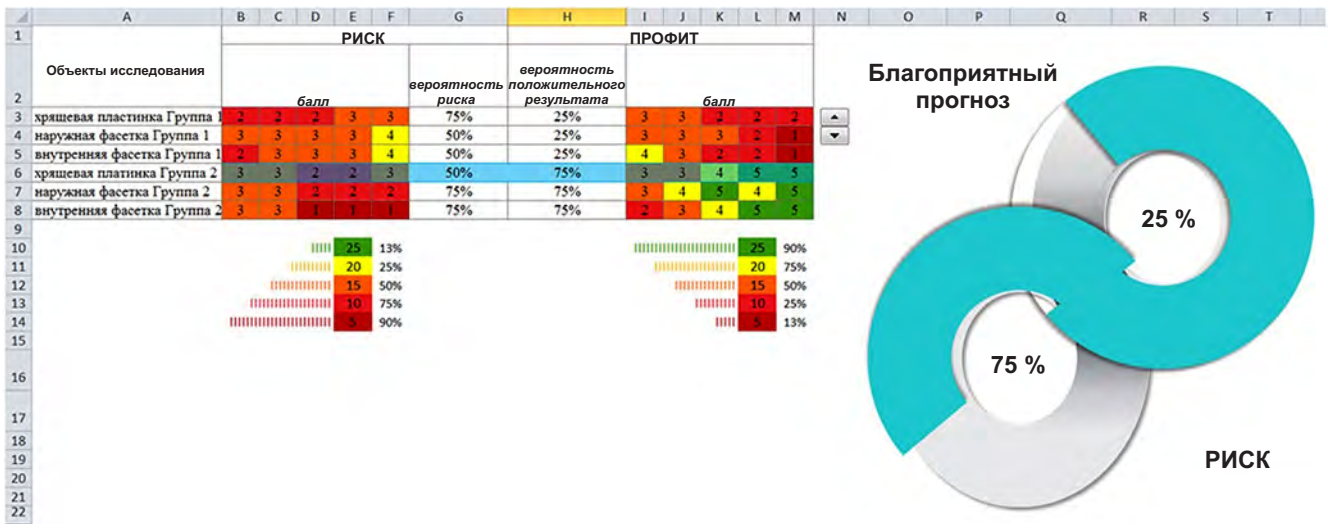 A B C D E F G H I J K L M N O P Q R S T
1 РИСК ПРОФИТ
Объекты исследования
2 балл вероятность риска вероятность положительного результата балл
3 хрящевая пластинка Группа 1 2 2 2 3 3 75% 25% 3 3 2 2 2
4 наружная фасетка Группа 1 3 3 3 3 4 50% 25% 3 3 3 2 1
5 внутренняя фасетка Группа 1 2 3 3 3 4 50% 25% 4 3 2 2 1
6 хрящевая платинка Группа 2 3 3 2 2 3 50% 75% 3 3 4 5 5
7 наружная фасетка Группа 2 3 3 2 2 2 75% 75% 3 4 5 4 5
8 внутренняя фасетка Группа 2 3 3 1 1 1 75% 75% 2 3 4 5 5
9
10 25 13% 25 90%
11 20 25% 20 75%
12 15 50% 15 50%
13 10 75% 10 25%
14 5 90% 5 13%
15
16
17
18
19
20
21
22
Благоприятный
прогноз
25 %
75 %
РИСК